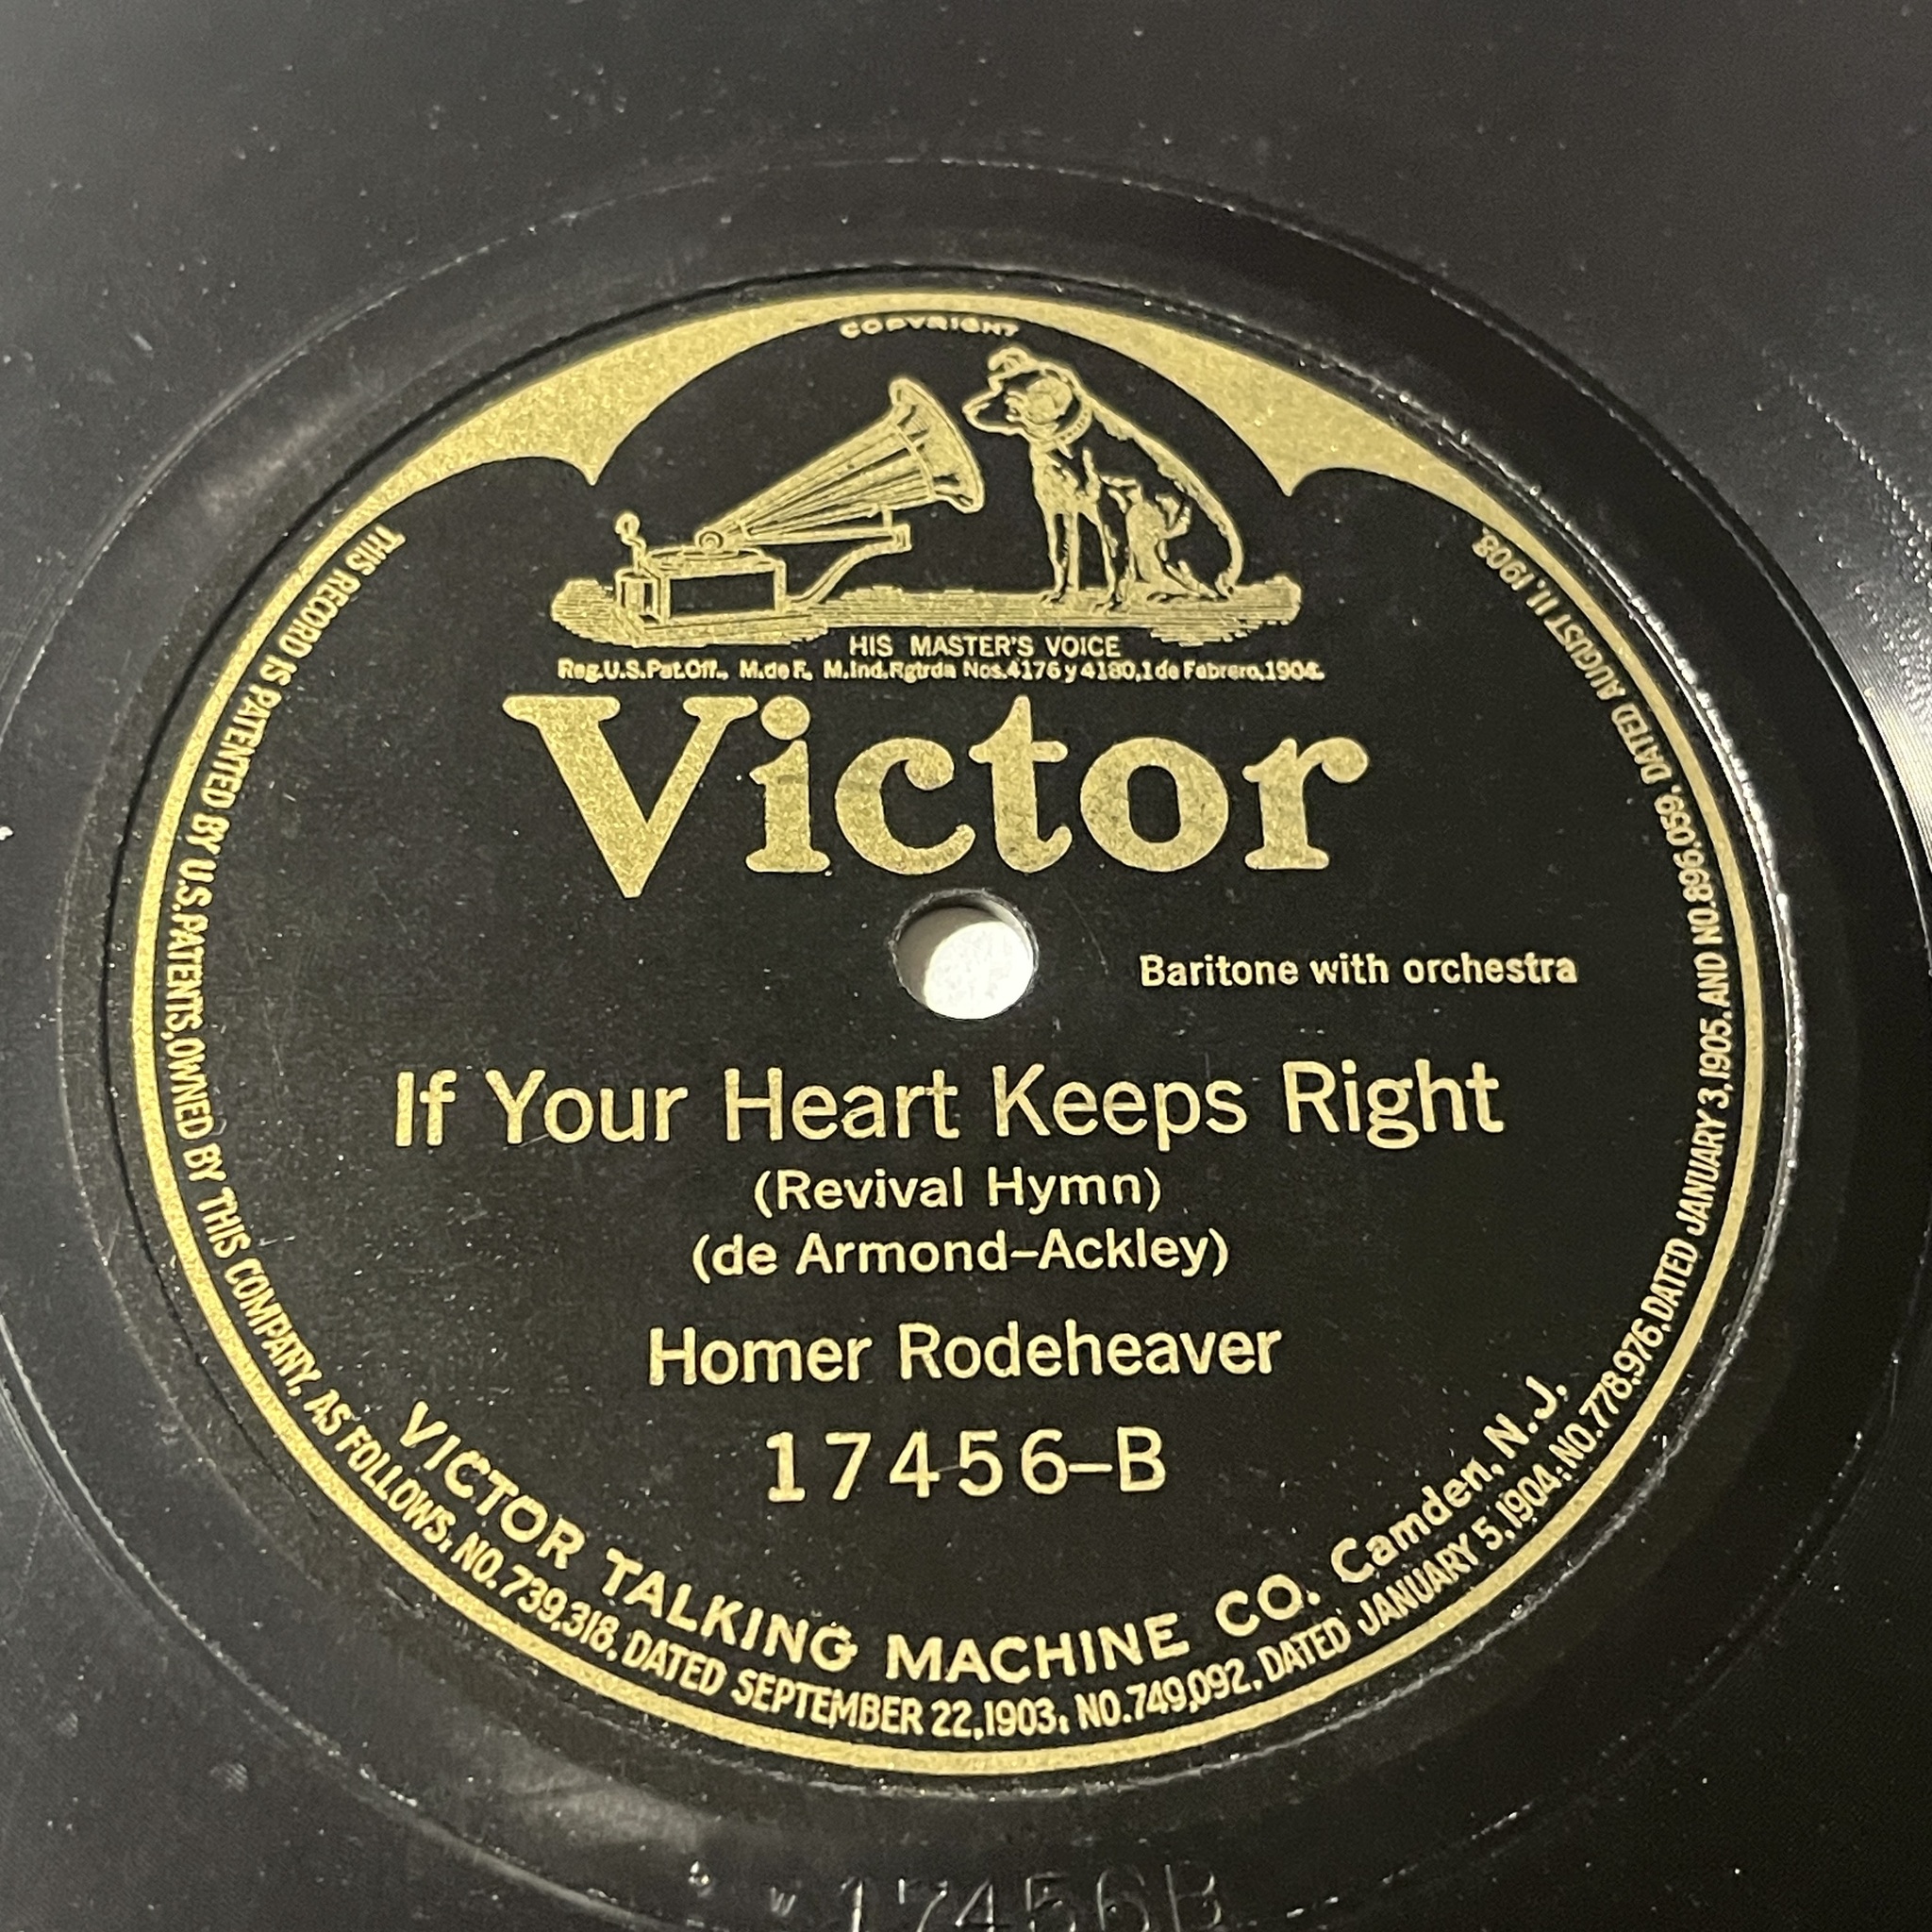 COPYRIGHT
HIS MASTER'S VOICE
Reg.U.S.Pat.Off., M.de F., M.Ind.Rgtrda Nos.4176 y 4180,1 de Febrero,1904.
Victor
Baritone with orchestra
If Your Heart Keeps Right
(Revival Hymn)
(de Armond–Ackley)
Homer Rodeheaver
17456–B
VICTOR TALKING MACHINE CO. Camden, N.J.
THIS RECORD IS PATENTED BY U.S. PATENTS, OWNED BY THIS COMPANY, AS FOLLOWS; NO. 739,318, DATED SEPTEMBER 22,1903; NO. 749,092, DATED JANUARY 5,1904; NO. 778,976, DATED JANUARY 3,1905, AND NO. 896,059, DATED AUGUST 11, 1908.
17456B